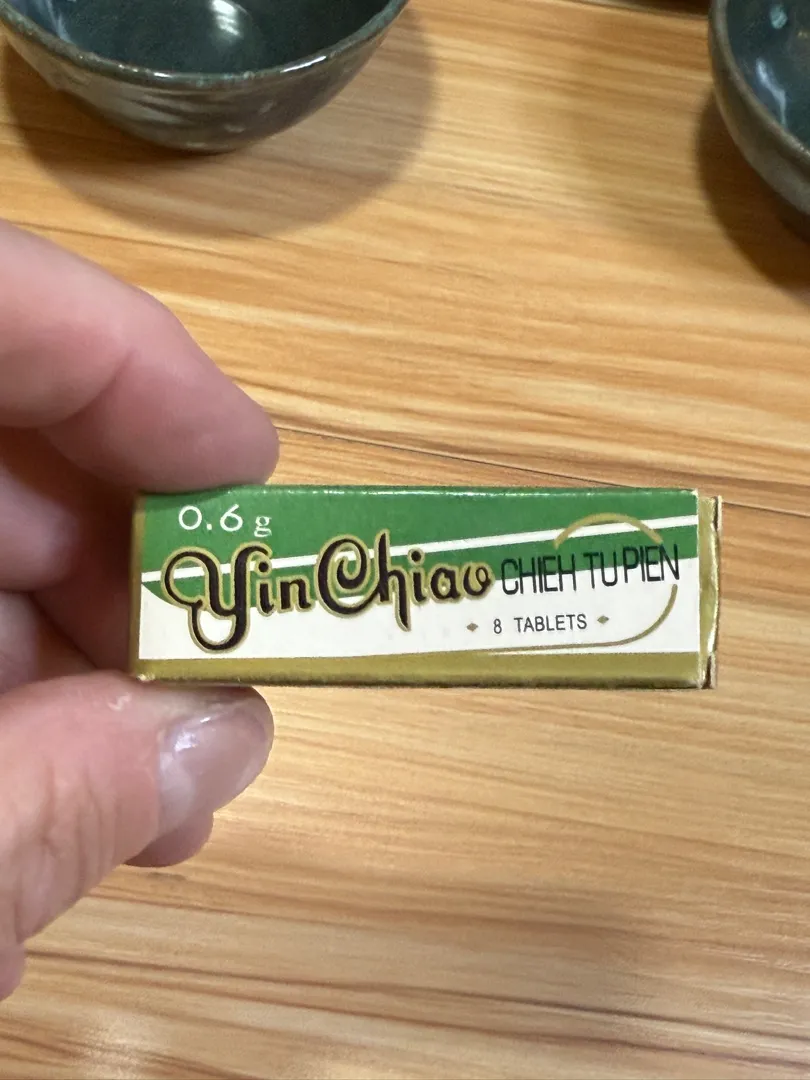 0.6 g
Yin Chiao CHIEH TU PIEN
8 TABLETS